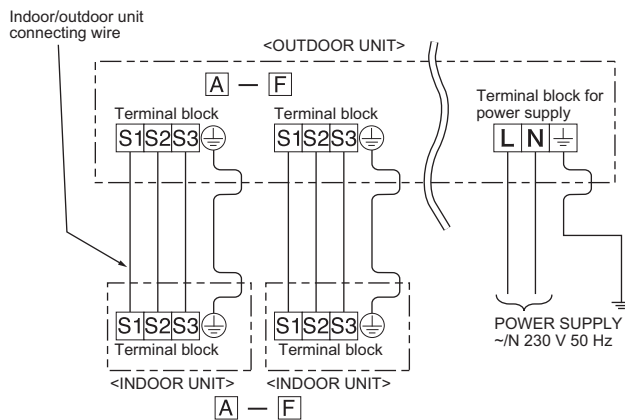 Indoor/outdoor unit
connecting wire
<OUTDOOR UNIT>
A — F
Terminal block
S1 S2 S3
Terminal block
S1 S2 S3
Terminal block for
power supply
L N
S1 S2 S3
Terminal block
<INDOOR UNIT>
S1 S2 S3
Terminal block
<INDOOR UNIT>
A — F
POWER SUPPLY
~/N 230 V 50 Hz